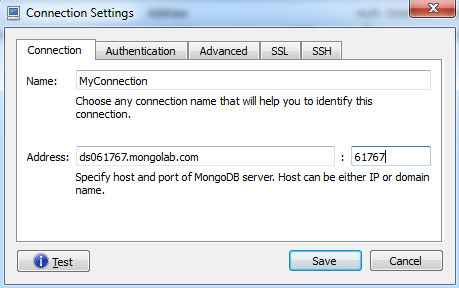 Connection Settings
Connection Authentication Advanced SSL SSH
Name: MyConnection
Choose any connection name that will help you to identify this
connection.
Address: ds061767.mongolab.com : 61767
Specify host and port of MongoDB server. Host can be either IP or domain
name.
Test Save Cancel